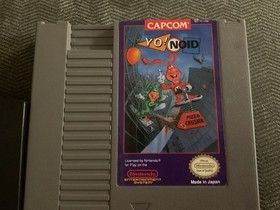 CAPCOM
YO! NOID
PIZZA
CRUSHER
Licensed by Nintendo®
for Play on the
Nintendo
ENTERTAINMENT
SYSTEM
Made in Japan